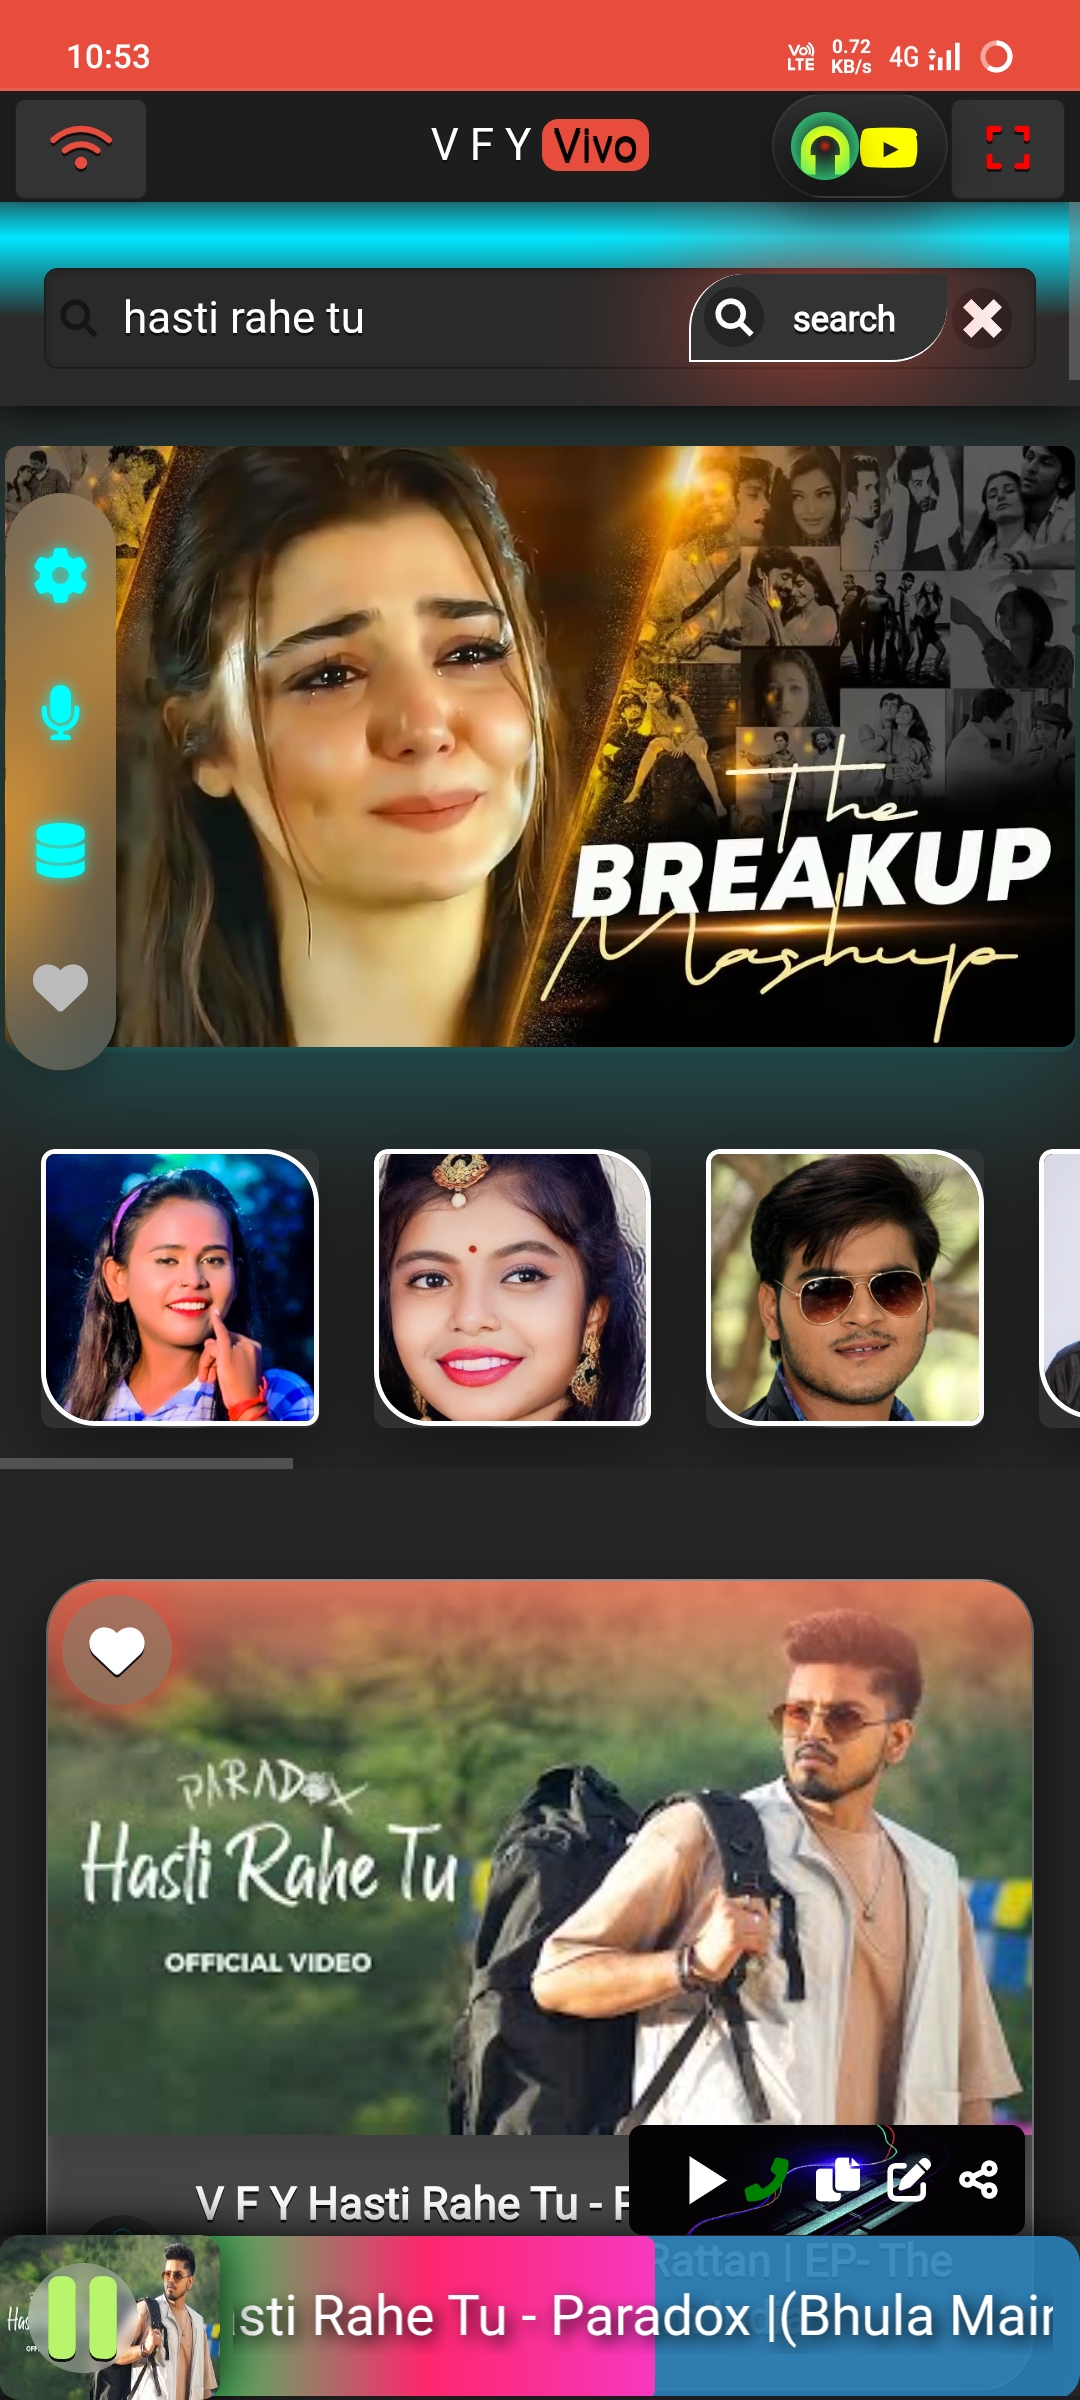 10:53
Vo) LTE 0.72 KB/s 4G
V F Y Vivo
hasti rahe tu
search
The
BREAKUP
Mashup
PARADOX
Hasti Rahe Tu
OFFICIAL VIDEO
V F Y Hasti Rahe Tu -
Rattan | EP- The
sti Rahe Tu - Paradox |(Bhula Main